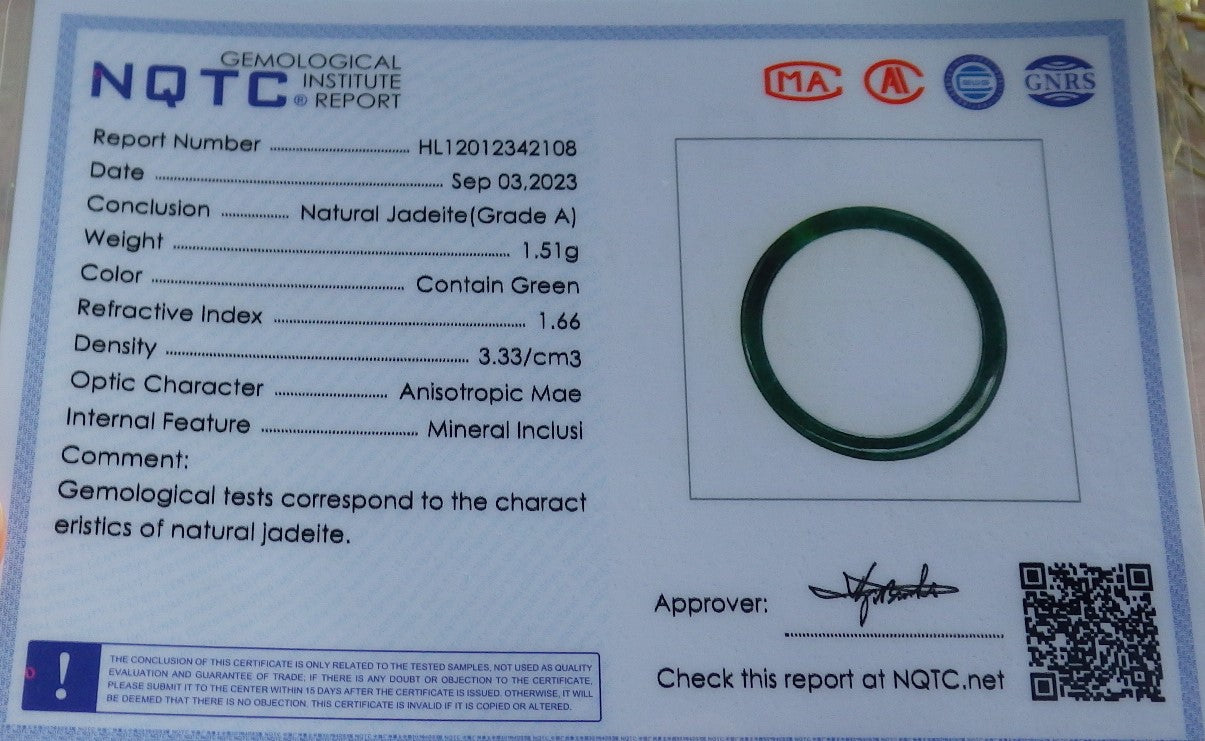 GEMOLOGICAL
NQTC INSTITUTE
® REPORT
MA
GNRS
Report Number HL12012342108
Date Sep 03,2023
Conclusion Natural Jadeite(Grade A)
Weight 1.51g
Color Contain Green
Refractive Index 1.66
Density 3.33/cm3
Optic Character Anisotropic Mae
Internal Feature Mineral Inclusi
Comment:
Gemological tests correspond to the charact
eristics of natural jadeite.
Approver:
Check this report at NQTC.net
!
THE CONCLUSION OF THIS CERTIFICATE IS ONLY RELATED TO THE TESTED SAMPLES, NOT USED AS QUALITY
EVALUATION AND GUARANTEE OF TRADE; IF THERE IS ANY DOUBT OR OBJECTION TO THE CERTIFICATE,
PLEASE SUBMIT IT TO THE CENTER WITHIN 15 DAYS AFTER THE CERTIFICATE IS ISSUED. OTHERWISE, IT WILL
BE DEEMED THAT THERE IS NO OBJECTION. THIS CERTIFICATE IS INVALID IF IT IS COPIED OR ALTERED.